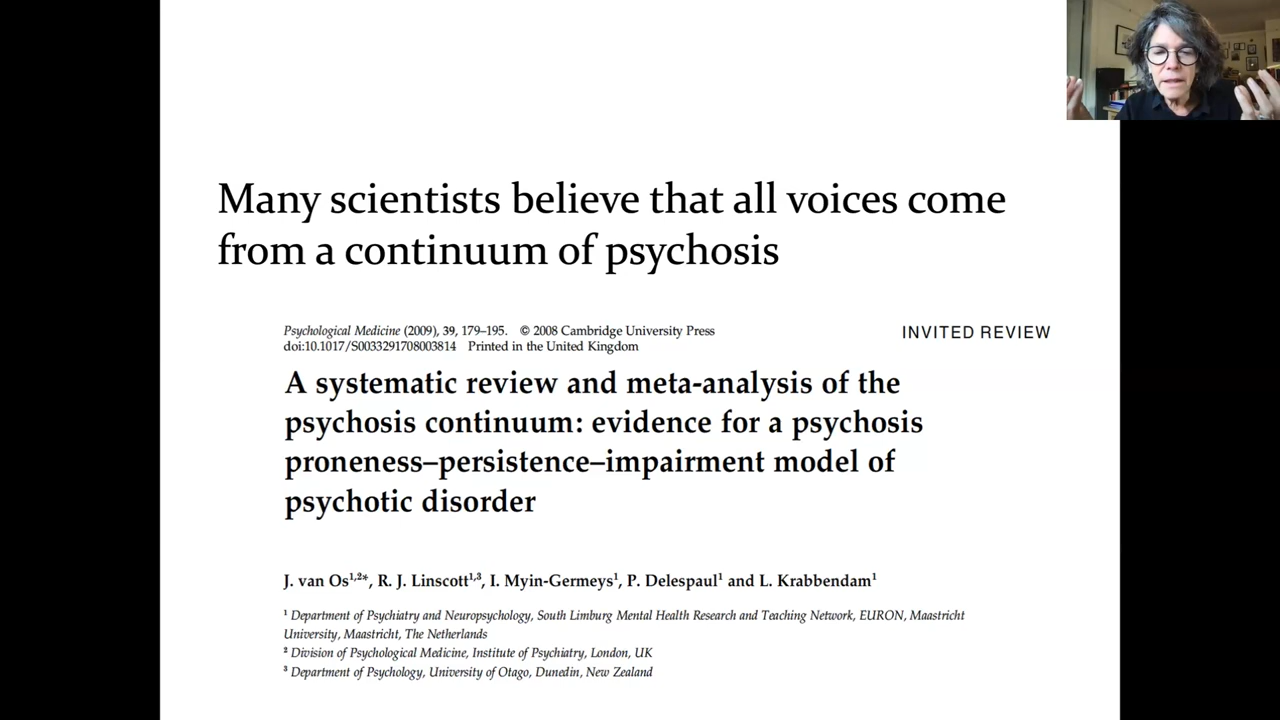 Many scientists believe that all voices come
from a continuum of psychosis
Psychological Medicine (2009), 39, 179–195. © 2008 Cambridge University Press
doi:10.1017/S0033291708003814 Printed in the United Kingdom
INVITED REVIEW
A systematic review and meta-analysis of the
psychosis continuum: evidence for a psychosis
proneness–persistence–impairment model of
psychotic disorder
J. van Os1,2*, R. J. Linscott1,3, I. Myin-Germeys1, P. Delespaul1 and L. Krabbendam1
1 Department of Psychiatry and Neuropsychology, South Limburg Mental Health Research and Teaching Network, EURON, Maastricht
University, Maastricht, The Netherlands
2 Division of Psychological Medicine, Institute of Psychiatry, London, UK
3 Department of Psychology, University of Otago, Dunedin, New Zealand